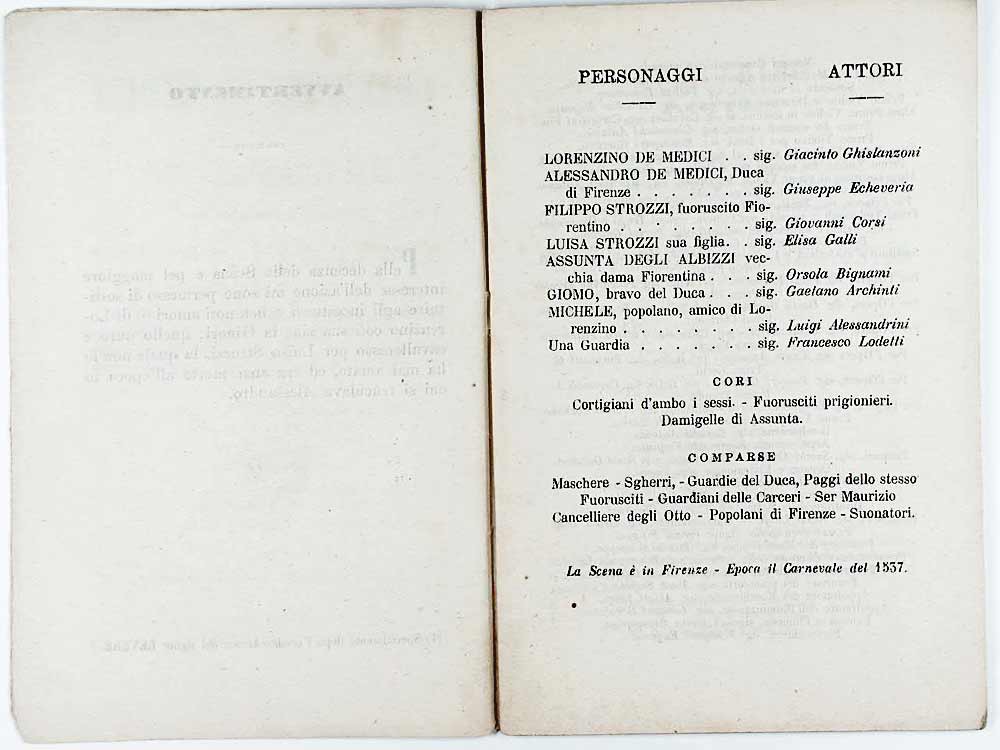 PERSONAGGI ATTORI
LORENZINO DE MEDICI . . sig. Giacinto Ghislanzoni
ALESSANDRO DE MEDICI, Duca
di Firenze . . . . . . . sig. Giuseppe Echeveria
FILIPPO STROZZI, fuoruscito Fio-
rentino . . . . . . . . sig. Giovanni Corsi
LUISA STROZZI sua figlia. . sig. Elisa Galli
ASSUNTA DEGLI ALBIZZI vec-
chia dama Fiorentina . . . sig. Orsola Bignami
GIOMO, bravo del Duca . . . sig. Gaetano Archinti
MICHELE, popolano, amico di Lo-
renzino . . . . . . . . sig. Luigi Alessandrini
Una Guardia . . . . . . . sig. Francesco Lodetti
CORI
Cortigiani d'ambo i sessi. - Fuorusciti prigionieri.
Damigelle di Assunta.
COMPARSE
Maschere - Sgherri, - Guardie del Duca, Paggi dello stesso
Fuorusciti - Guardiani delle Carceri - Ser Maurizio
Cancelliere degli Otto - Popolani di Firenze - Suonatori.
La Scena è in Firenze - Epoca il Carnevale del 1537.